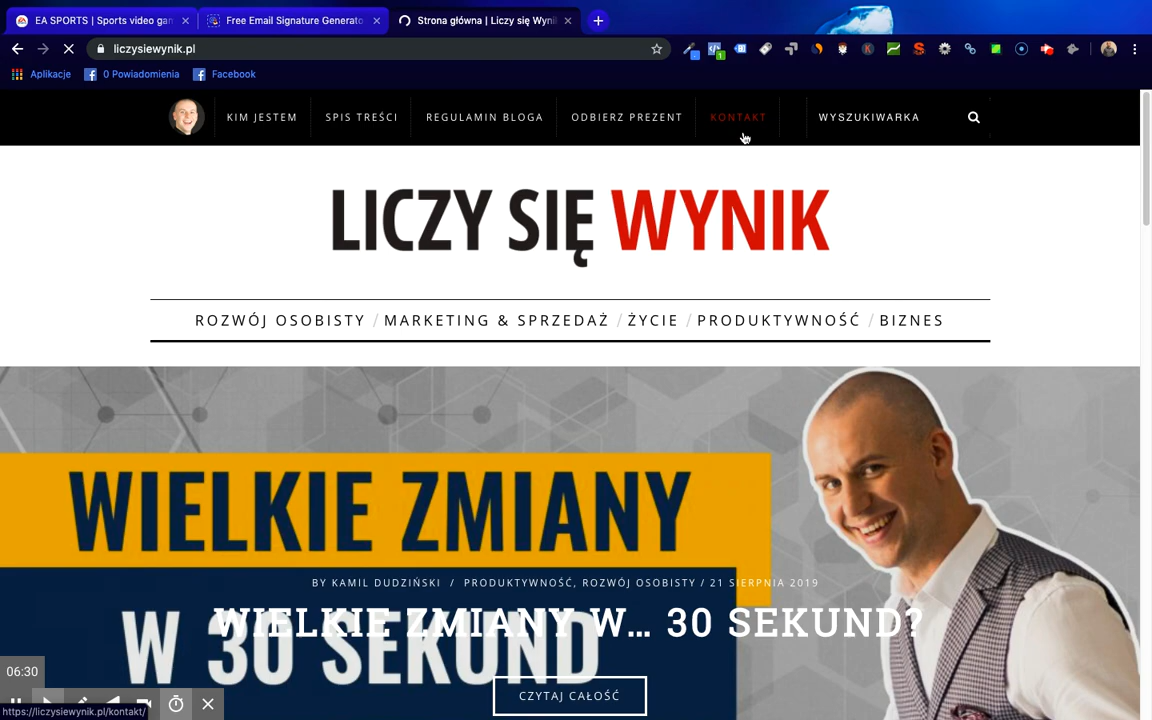 EA SPORTS | Sports video gam
Free Email Signature Generato
Strona główna | Liczy się Wynik
liczysiewynik.pl
1
Aplikacje
0 Powiadomienia
Facebook
KIM JESTEM
SPIS TREŚCI
REGULAMIN BLOGA
ODBIERZ PREZENT
KONTAKT
WYSZUKIWARKA
LICZY SIĘ WYNIK
ROZWÓJ OSOBISTY / MARKETING & SPRZEDAŻ / ŻYCIE / PRODUKTYWNOŚĆ / BIZNES
WIELKIE ZMIANY
W 30 SEKUND
BY KAMIL DUDZIŃSKI / PRODUKTYWNOŚĆ, ROZWÓJ OSOBISTY / 21 SIERPNIA 2019
WIELKIE ZMIANY W... 30 SEKUND?
CZYTAJ CAŁOŚĆ
06:30
https://liczysiewynik.pl/kontakt/